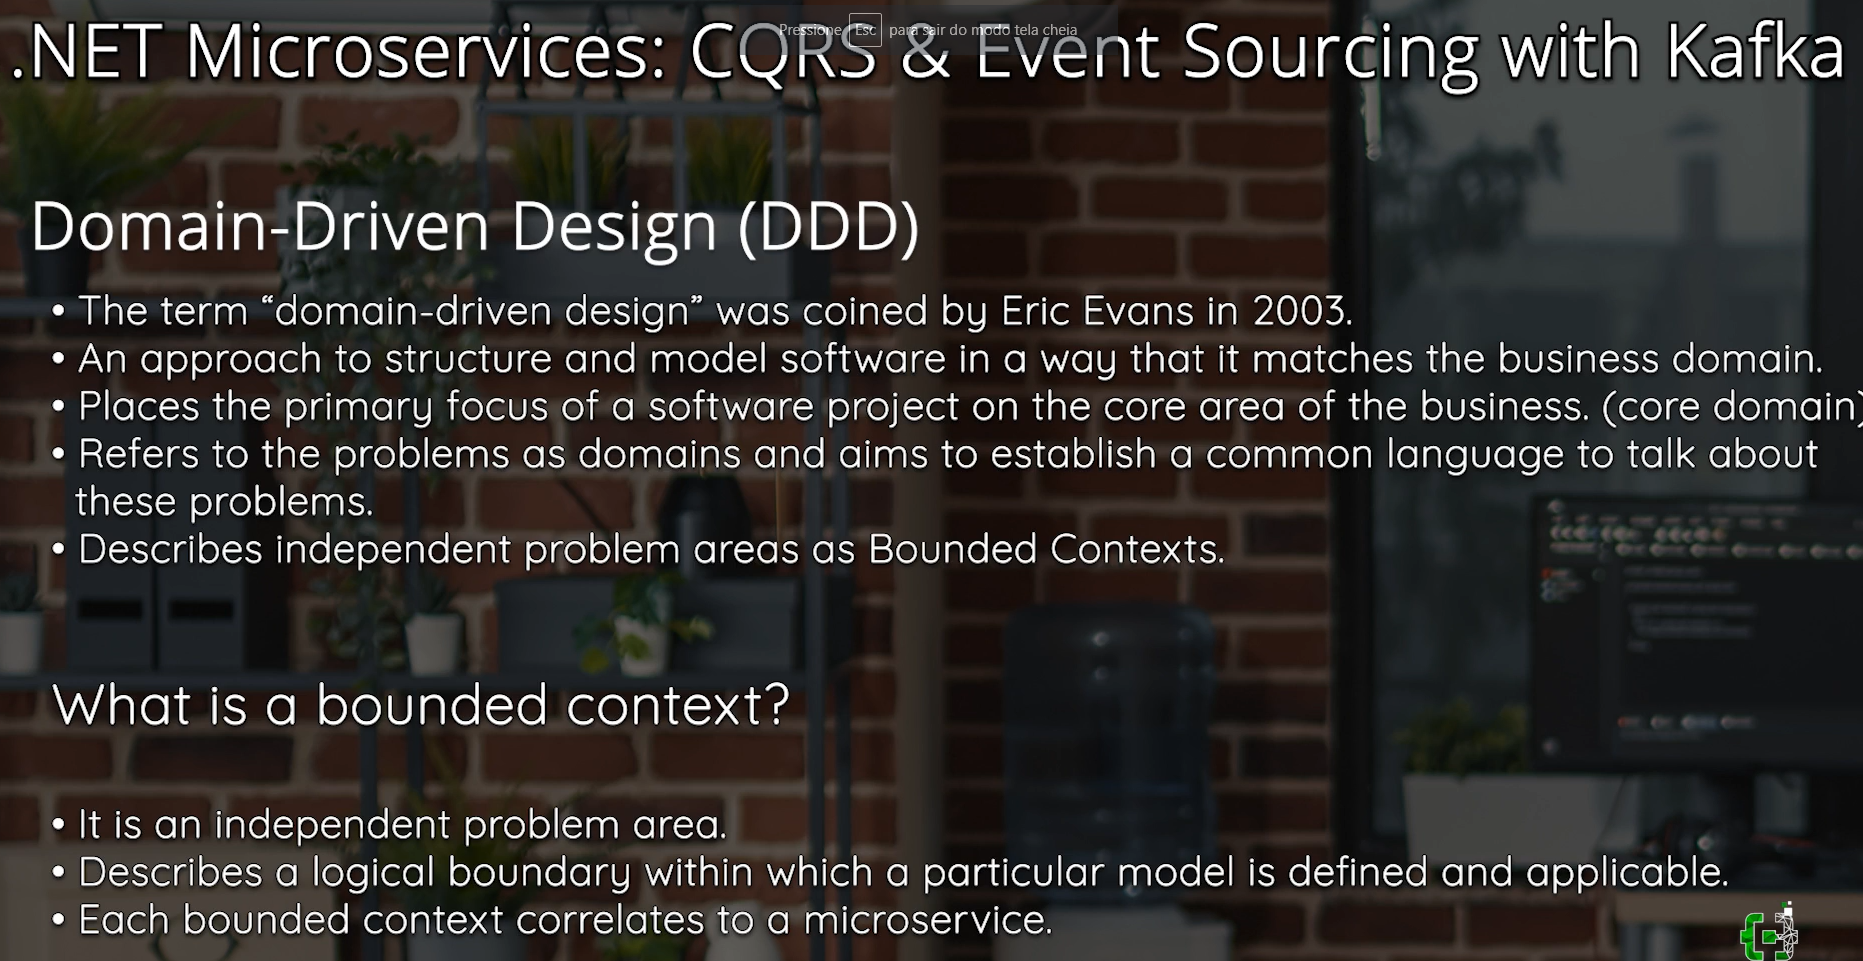 .NET Microservices: CQRS & Event Sourcing with Kafka
Pressione Esc para sair do modo tela cheia
Domain-Driven Design (DDD)
• The term “domain-driven design” was coined by Eric Evans in 2003.
• An approach to structure and model software in a way that it matches the business domain.
• Places the primary focus of a software project on the core area of the business. (core domain)
• Refers to the problems as domains and aims to establish a common language to talk about
these problems.
• Describes independent problem areas as Bounded Contexts.
What is a bounded context?
• It is an independent problem area.
• Describes a logical boundary within which a particular model is defined and applicable.
• Each bounded context correlates to a microservice.